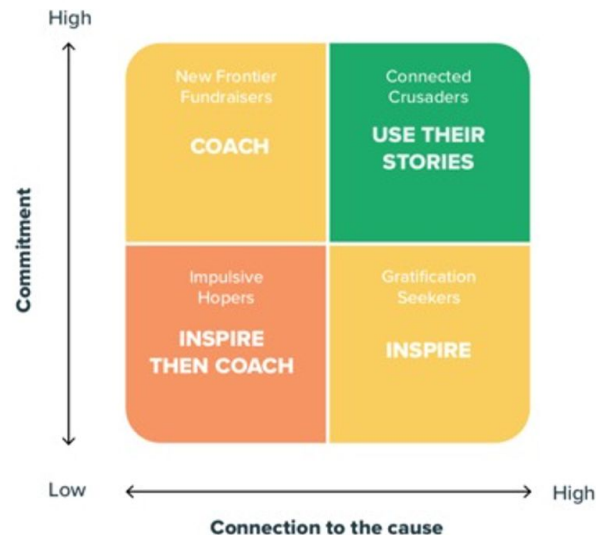 High
New Frontier
Fundraisers
COACH
Connected
Crusaders
USE THEIR
STORIES
Commitment
Impulsive
Hopers
INSPIRE
THEN COACH
Gratification
Seekers
INSPIRE
Low
High
Connection to the cause